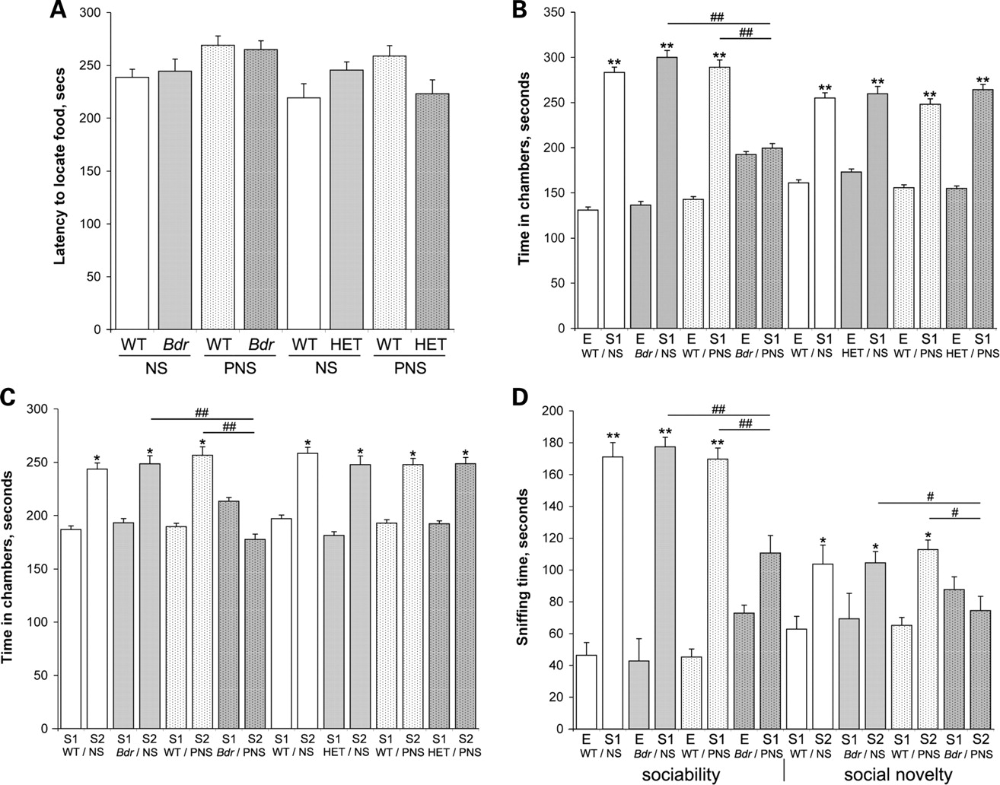 A
300
250
200
150
100
50
0
Latency to locate food, secs
WT Bdr WT Bdr WT HET WT HET
NS PNS NS PNS
B
350
300
250
200
150
100
50
0
Time in chambers, seconds
##
##
** ** ** ** ** ** **
E S1 E S1 E S1 E S1 E S1 E S1 E S1 E S1
WT / NS Bdr / NS WT / PNS Bdr / PNS WT / NS HET / NS WT / PNS HET / PNS
C
300
250
200
150
100
50
0
Time in chambers, seconds
##
##
* * * * * * *
S1 S2 S1 S2 S1 S2 S1 S2 S1 S2 S1 S2 S1 S2 S1 S2
WT / NS Bdr / NS WT / PNS Bdr / PNS WT / NS HET / NS WT / PNS HET / PNS
D
200
180
160
140
120
100
80
60
40
20
0
Sniffing time, seconds
##
##
** ** **
#
#
* * *
E S1 E S1 E S1 E S1 S1 S2 S1 S2 S1 S2 S1 S2
WT / NS Bdr / NS WT / PNS Bdr / PNS WT / NS Bdr / NS WT / PNS Bdr / PNS
sociability social novelty